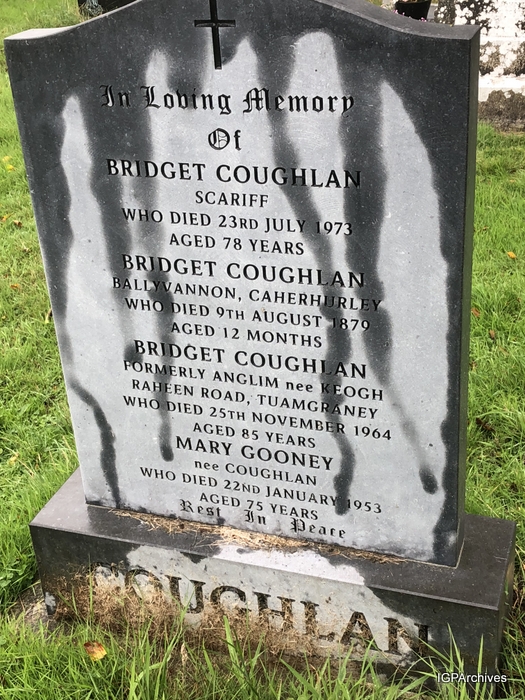 In Loving Memory
Of
BRIDGET COUGHLAN
SCARIFF
WHO DIED 23RD JULY 1973
AGED 78 YEARS
BRIDGET COUGHLAN
BALLYVANNON, CAHERHURLEY
WHO DIED 9TH AUGUST 1879
AGED 12 MONTHS
BRIDGET COUGHLAN
FORMERLY ANGLIM nee KEOGH
RAHEEN ROAD, TUAMGRANEY
WHO DIED 25TH NOVEMBER 1964
AGED 85 YEARS
MARY GOONEY
nee COUGHLAN
WHO DIED 22ND JANUARY 1953
AGED 75 YEARS
Rest In Peace
COUGHLAN
IGPArchives